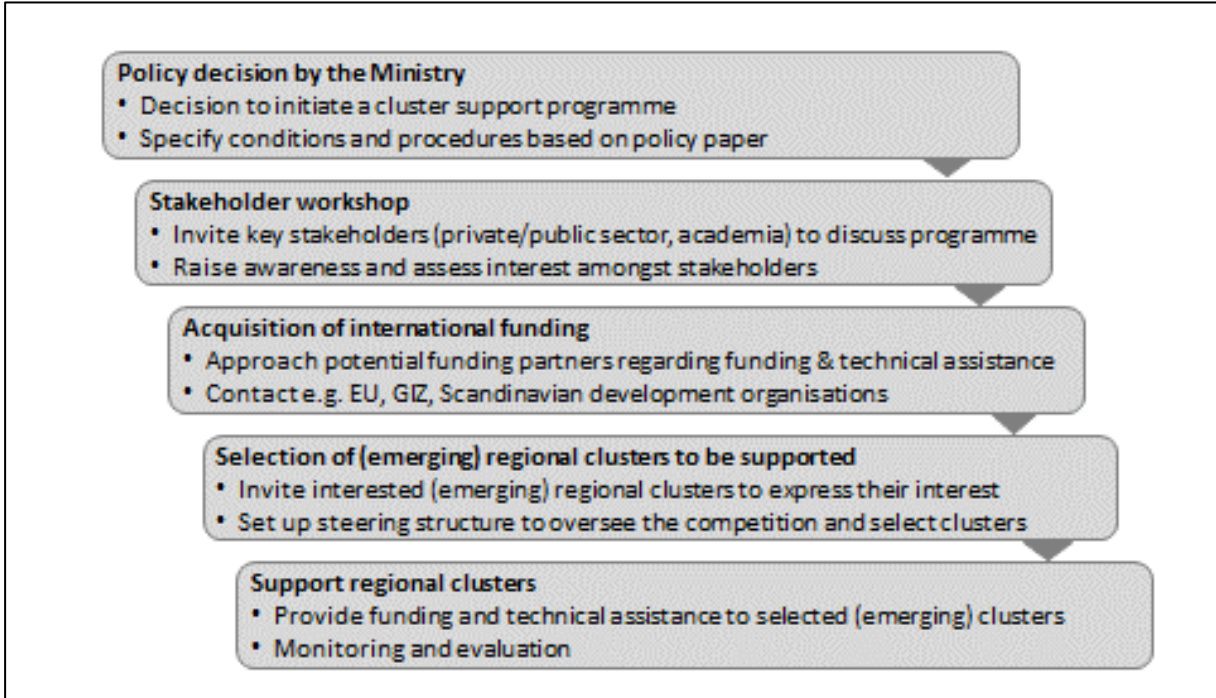 Policy decision by the Ministry
• Decision to initiate a cluster support programme
• Specify conditions and procedures based on policy paper
Stakeholder workshop
• Invite key stakeholders (private/public sector, academia) to discuss programme
• Raise awareness and assess interest amongst stakeholders
Acquisition of international funding
• Approach potential funding partners regarding funding & technical assistance
• Contact e.g. EU, GIZ, Scandinavian development organisations
Selection of (emerging) regional clusters to be supported
• Invite interested (emerging) regional clusters to express their interest
• Set up steering structure to oversee the competition and select clusters
Support regional clusters
• Provide funding and technical assistance to selected (emerging) clusters
• Monitoring and evaluation